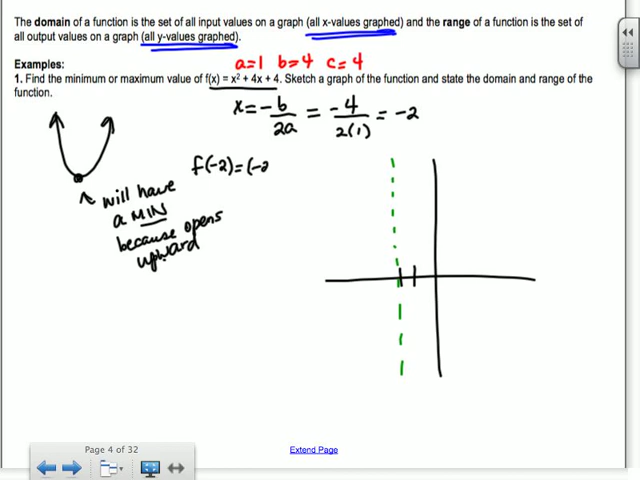 The domain of a function is the set of all input values on a graph (all x-values graphed) and the range of a function is the set of
all output values on a graph (all y-values graphed).
a=1 b=4 c=4
Examples:
1. Find the minimum or maximum value of f(x) = x² + 4x + 4. Sketch a graph of the function and state the domain and range of the
function.
x = -b/2a = -4/2(1) = -2
f(-2) = (-2
will have
a MIN
because opens
upward
Page 4 of 32
Extend Page